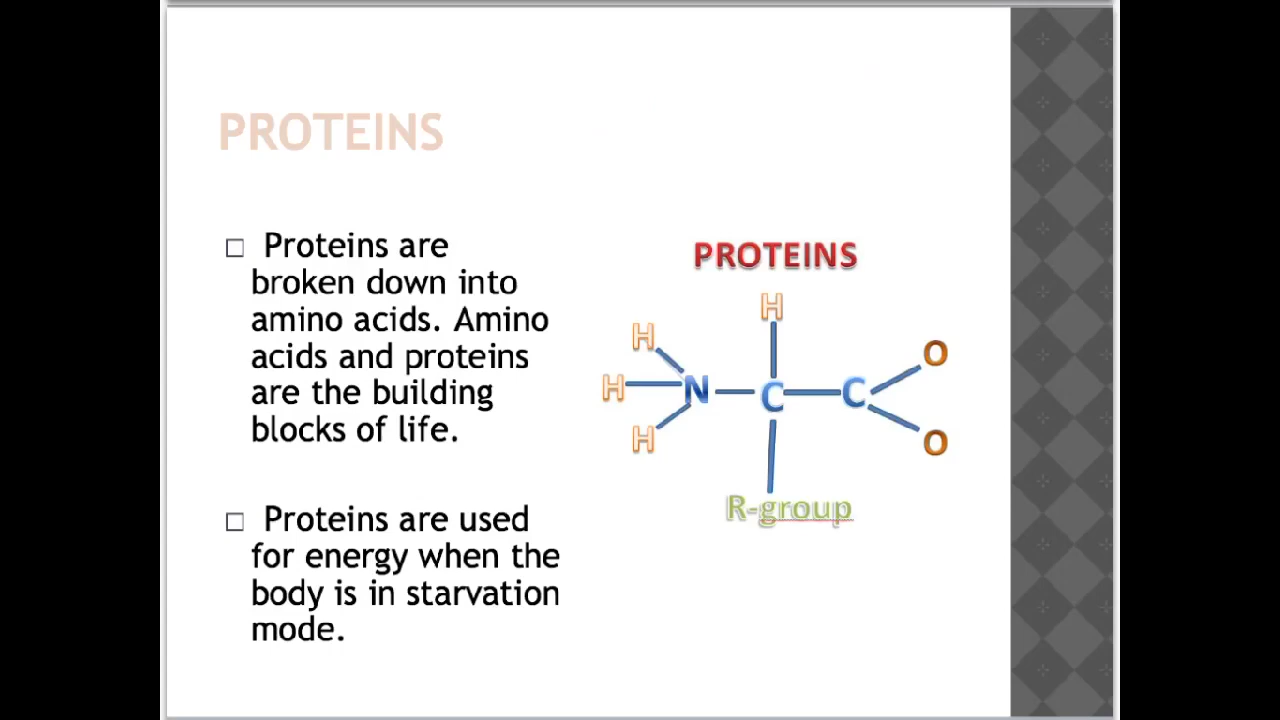 PROTEINS
□ Proteins are
broken down into
amino acids. Amino
acids and proteins
are the building
blocks of life.
□ Proteins are used
for energy when the
body is in starvation
mode.
PROTEINS
H
H
H
H
N
C
C
O
O
R-group